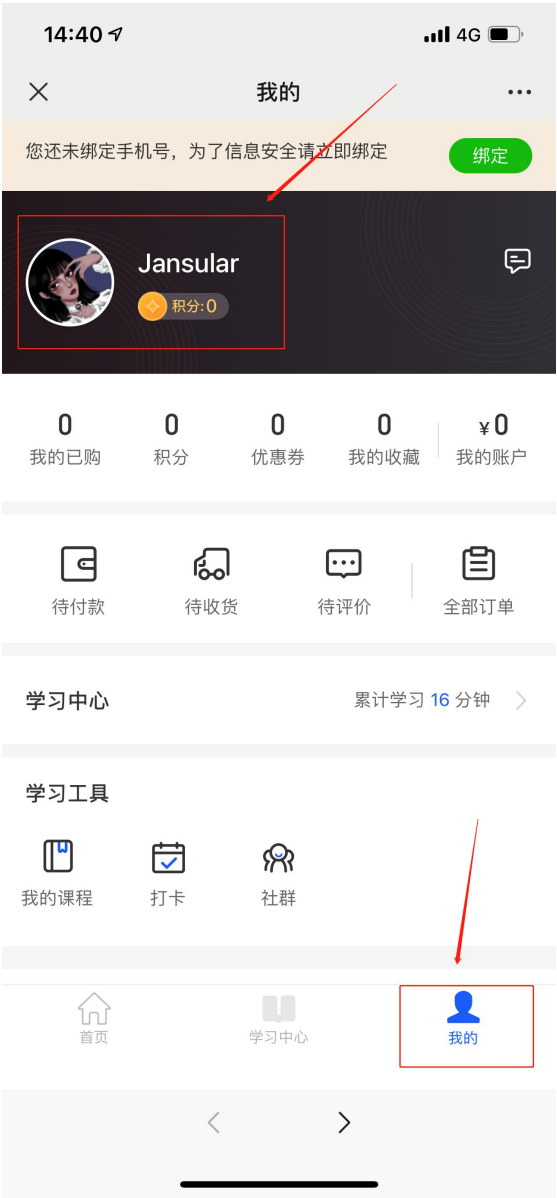 14:40 4G
我的
您还未绑定手机号，为了信息安全请立即绑定 绑定
Jansular
积分:0
0 0 0 0 ¥0
我的已购 积分 优惠券 我的收藏 我的账户
待付款 待收货 待评价 全部订单
学习中心 累计学习 16 分钟
学习工具
我的课程 打卡 社群
首页 学习中心 我的